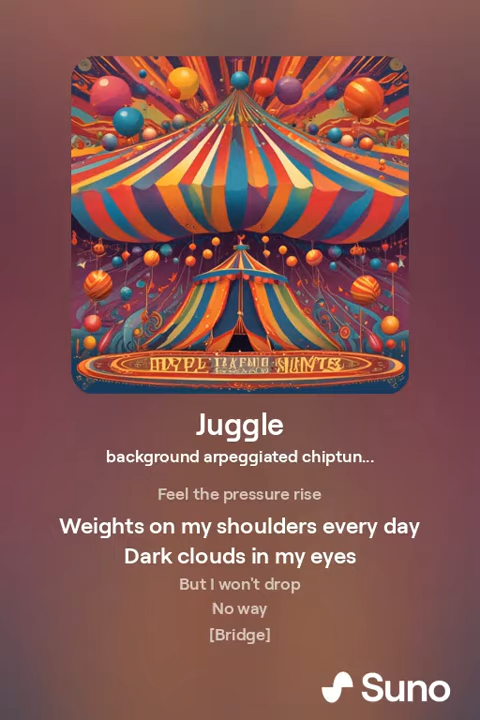 Juggle
background arpeggiated chiptun...
Feel the pressure rise
Weights on my shoulders every day
Dark clouds in my eyes
But I won't drop
No way
[Bridge]
Suno